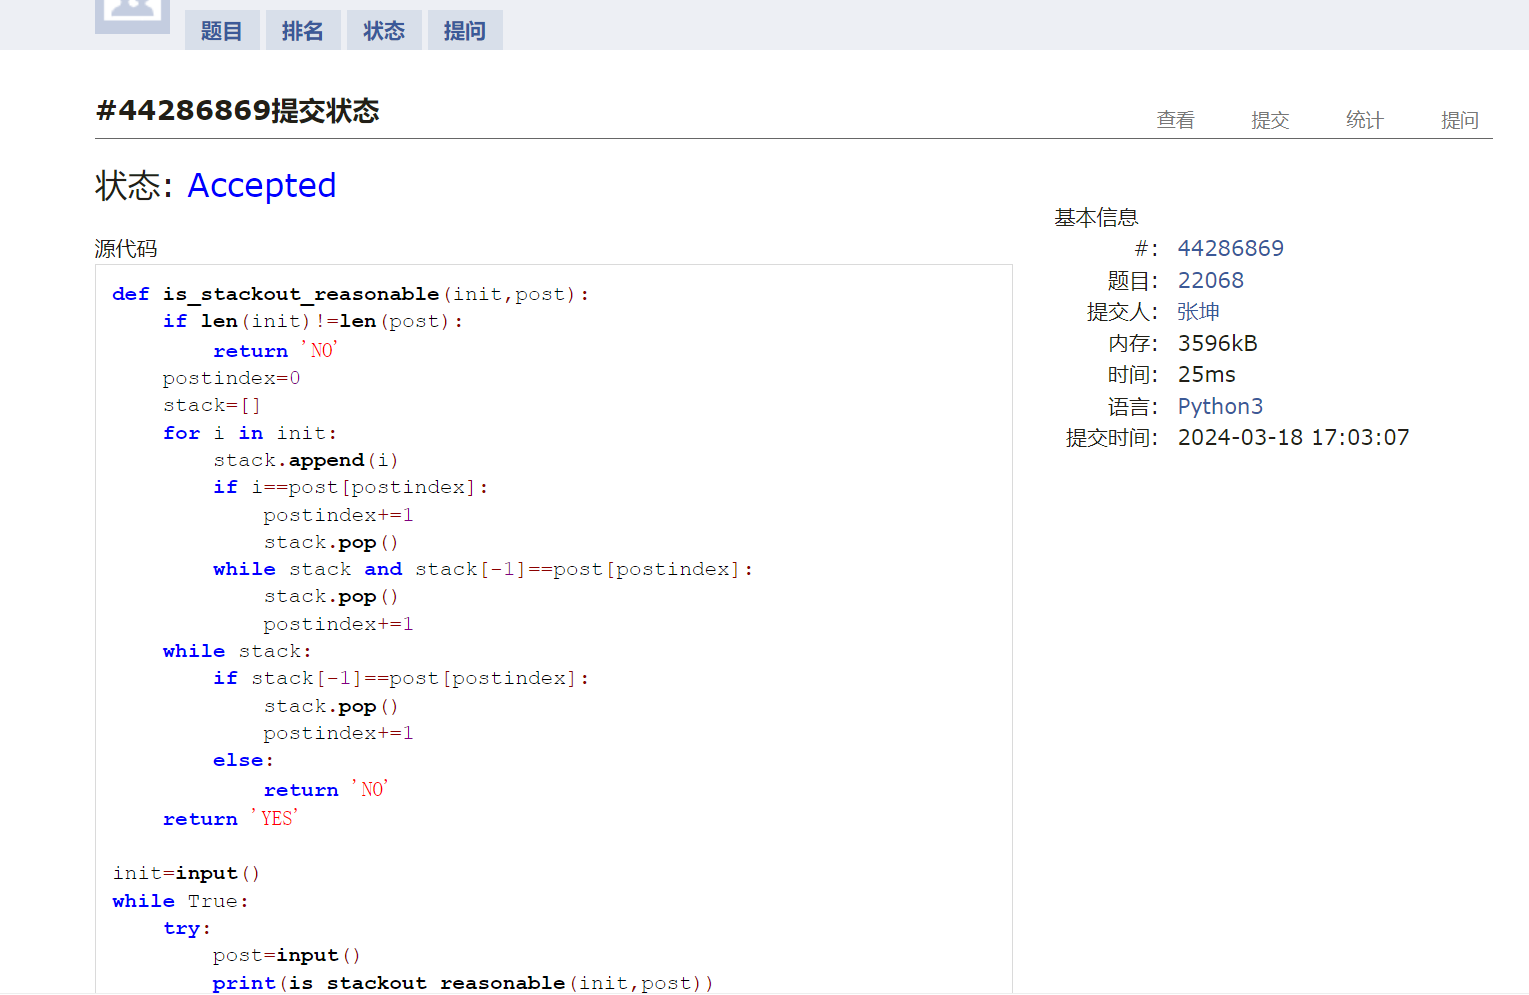 题目 排名 状态 提问
#44286869提交状态
查看 提交 统计 提问
状态: Accepted
源代码
def is_stackout_reasonable(init,post):
    if len(init)!=len(post):
        return 'NO'
    postindex=0
    stack=[]
    for i in init:
        stack.append(i)
        if i==post[postindex]:
            postindex+=1
            stack.pop()
        while stack and stack[-1]==post[postindex]:
            stack.pop()
            postindex+=1
    while stack:
        if stack[-1]==post[postindex]:
            stack.pop()
            postindex+=1
        else:
            return 'NO'
    return 'YES'

init=input()
while True:
    try:
        post=input()
        print(is_stackout_reasonable(init,post))
基本信息
#: 44286869
题目: 22068
提交人: 张坤
内存: 3596kB
时间: 25ms
语言: Python3
提交时间: 2024-03-18 17:03:07